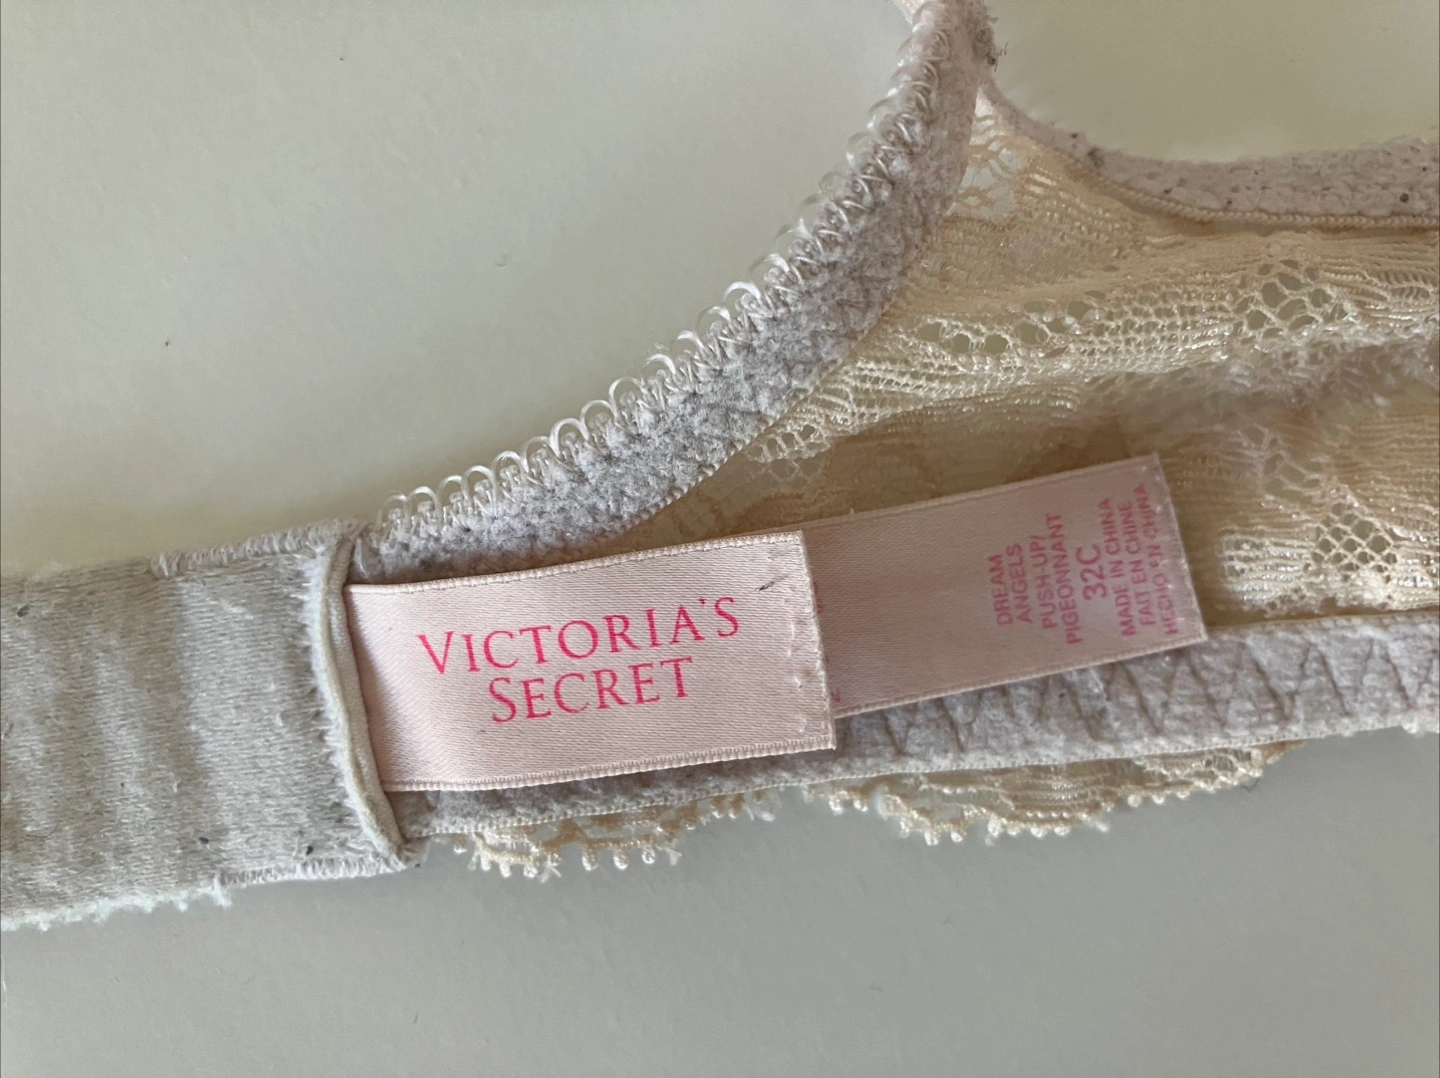 VICTORIA'S
SECRET
DREAM
ANGELS
PUSH-UP/
PIGEONNANT
32C
MADE IN CHINA
FAIT EN CHINE
HECHO EN CHINA